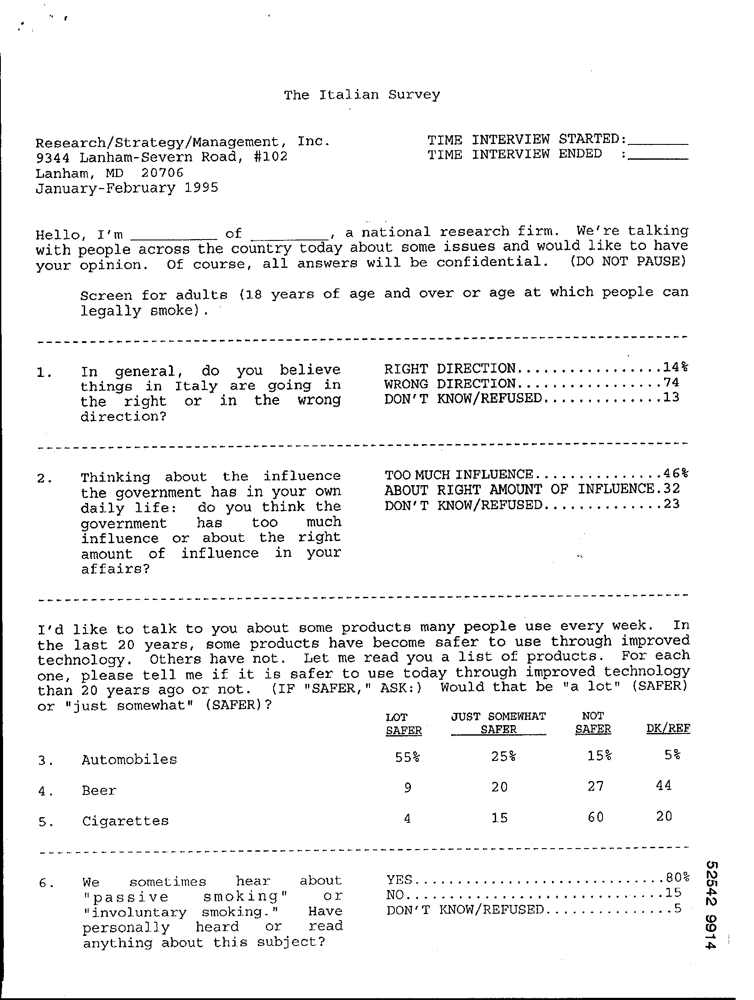 The Italian Survey
Research/Strategy/Management, Inc. TIME INTERVIEW STARTED:_______
9344 Lanham-Severn Road, #102 TIME INTERVIEW ENDED :_______
Lanham, MD 20706
January-February 1995
Hello, I'm __________ of _________, a national research firm. We're talking
with people across the country today about some issues and would like to have
your opinion. Of course, all answers will be confidential. (DO NOT PAUSE)
Screen for adults (18 years of age and over or age at which people can
legally smoke).
1. In general, do you believe RIGHT DIRECTION.................14%
things in Italy are going in WRONG DIRECTION.................74
the right or in the wrong DON'T KNOW/REFUSED..............13
direction?
2. Thinking about the influence TOO MUCH INFLUENCE...............46%
the government has in your own ABOUT RIGHT AMOUNT OF INFLUENCE.32
daily life: do you think the DON'T KNOW/REFUSED..............23
government has too much
influence or about the right
amount of influence in your
affairs?
I'd like to talk to you about some products many people use every week. In
the last 20 years, some products have become safer to use through improved
technology. Others have not. Let me read you a list of products. For each
one, please tell me if it is safer to use today through improved technology
than 20 years ago or not. (IF "SAFER," ASK:) Would that be "a lot" (SAFER)
or "just somewhat" (SAFER)?
LOT JUST SOMEWHAT NOT
SAFER SAFER SAFER DK/REF
3. Automobiles 55% 25% 15% 5%
4. Beer 9 20 27 44
5. Cigarettes 4 15 60 20
6. We sometimes hear about YES.............................80%
"passive smoking" or NO..............................15
"involuntary smoking." Have DON'T KNOW/REFUSED...............5
personally heard or read
anything about this subject?
52542 9914